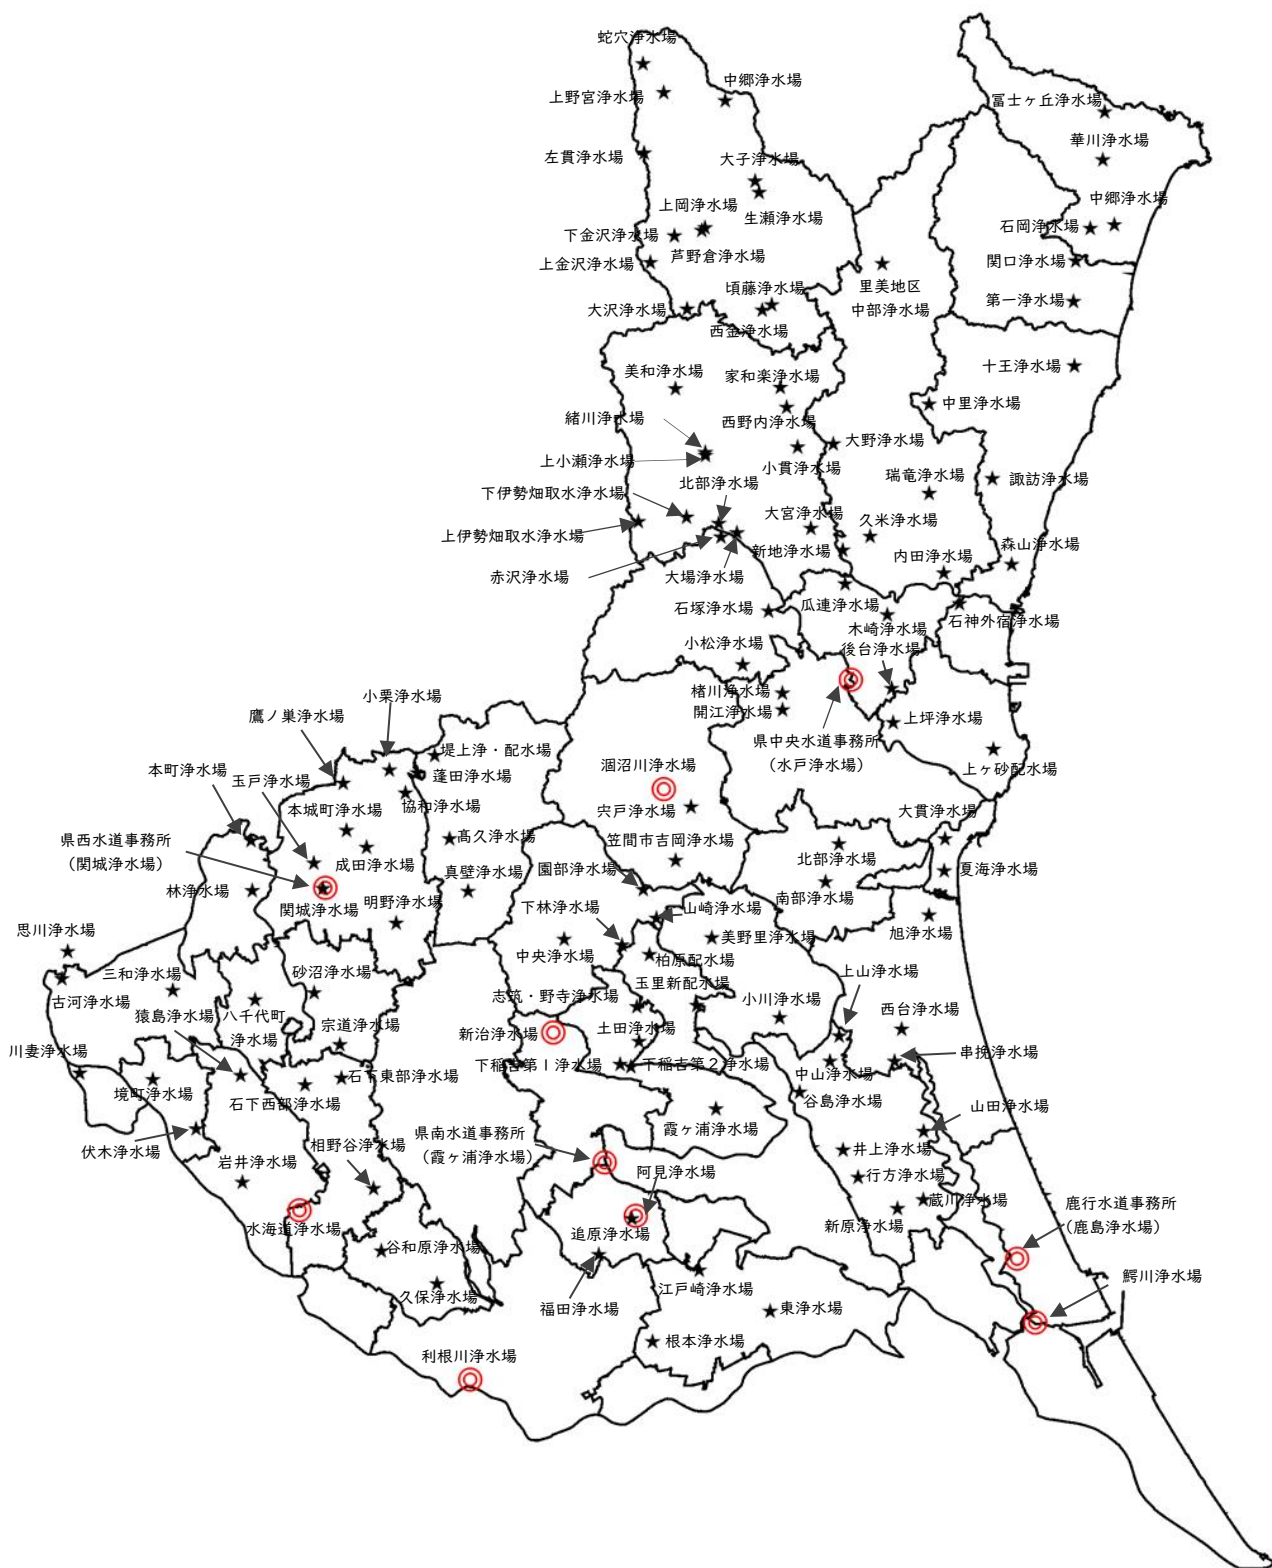 蛇穴浄水場
中郷浄水場
上野宮浄水場
冨士ヶ丘浄水場
華川浄水場
左貫浄水場
大子浄水場
中郷浄水場
上岡浄水場
生瀬浄水場
石岡浄水場
下金沢浄水場
芦野倉浄水場
上金沢浄水場
関口浄水場
里美地区
中部浄水場
頃藤浄水場
第一浄水場
大沢浄水場
西金浄水場
十王浄水場
美和浄水場
家和楽浄水場
中里浄水場
緒川浄水場
西野内浄水場
大野浄水場
上小瀬浄水場
小貫浄水場
北部浄水場
瑞竜浄水場
諏訪浄水場
下伊勢畑取水浄水場
大宮浄水場
久米浄水場
上伊勢畑取水浄水場
新地浄水場
森山浄水場
内田浄水場
赤沢浄水場
大場浄水場
石塚浄水場
瓜連浄水場
石神外宿浄水場
木崎浄水場
小松浄水場
後台浄水場
楮川浄水場
開江浄水場
小栗浄水場
鷹ノ巣浄水場
上坪浄水場
県中央水道事務所
(水戸浄水場)
堤上浄・配水場
本町浄水場
玉戸浄水場
蓬田浄水場
涸沼川浄水場
上ヶ砂配水場
協和浄水場
本城町浄水場
宍戸浄水場
大貫浄水場
県西水道事務所
(関城浄水場)
髙久浄水場
笠間市吉岡浄水場
北部浄水場
成田浄水場
園部浄水場
夏海浄水場
真壁浄水場
林浄水場
南部浄水場
関城浄水場
明野浄水場
下林浄水場
山崎浄水場
思川浄水場
美野里浄水場
旭浄水場
中央浄水場
柏原配水場
三和浄水場
砂沼浄水場
上山浄水場
古河浄水場
玉里新配水場
志筑・野寺浄水場
小川浄水場
猿島浄水場
八千代町
浄水場
宗道浄水場
西台浄水場
土田浄水場
新治浄水場
川妻浄水場
串挽浄水場
下稲吉第1浄水場
下稲吉第2浄水場
石下東部浄水場
中山浄水場
境町浄水場
石下西部浄水場
谷島浄水場
山田浄水場
霞ヶ浦浄水場
県南水道事務所
(霞ヶ浦浄水場)
伏木浄水場
相野谷浄水場
岩井浄水場
井上浄水場
阿見浄水場
行方浄水場
蔵川浄水場
鹿行水道事務所
(鹿島浄水場)
水海道浄水場
新原浄水場
追原浄水場
谷和原浄水場
鰐川浄水場
久保浄水場
江戸崎浄水場
福田浄水場
東浄水場
根本浄水場
利根川浄水場